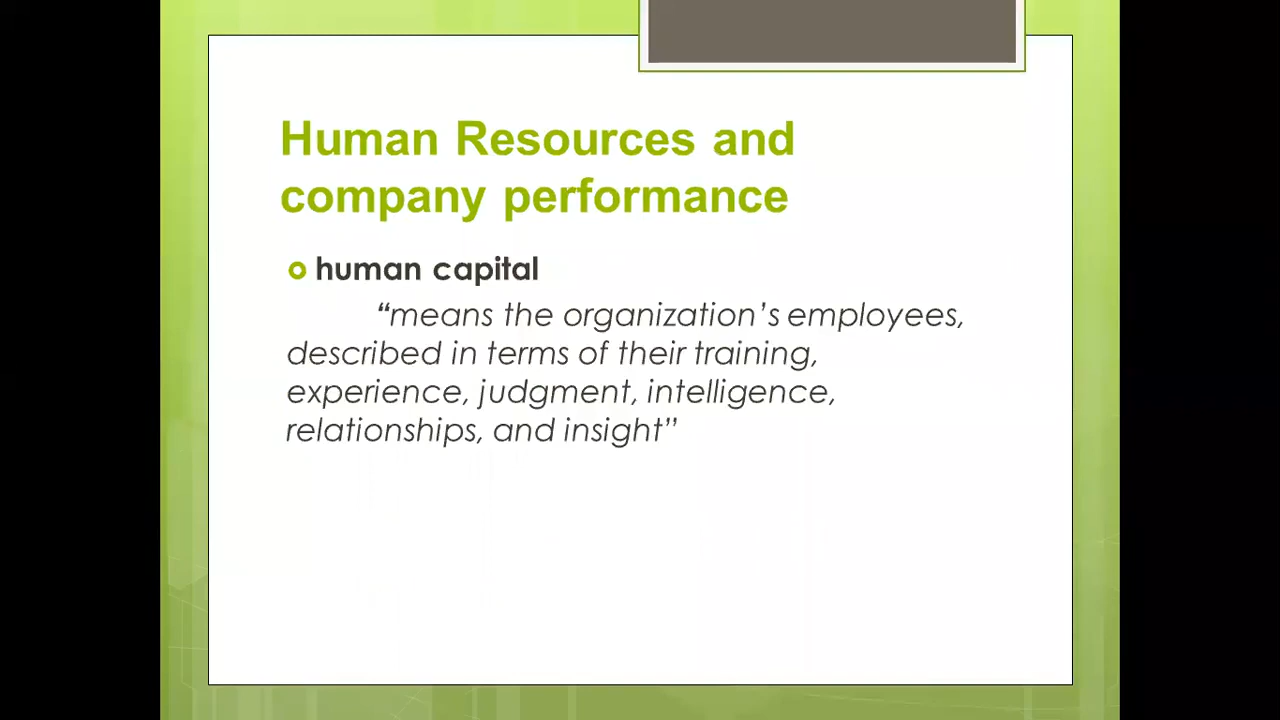 Human Resources and
company performance
human capital
“means the organization’s employees,
described in terms of their training,
experience, judgment, intelligence,
relationships, and insight”